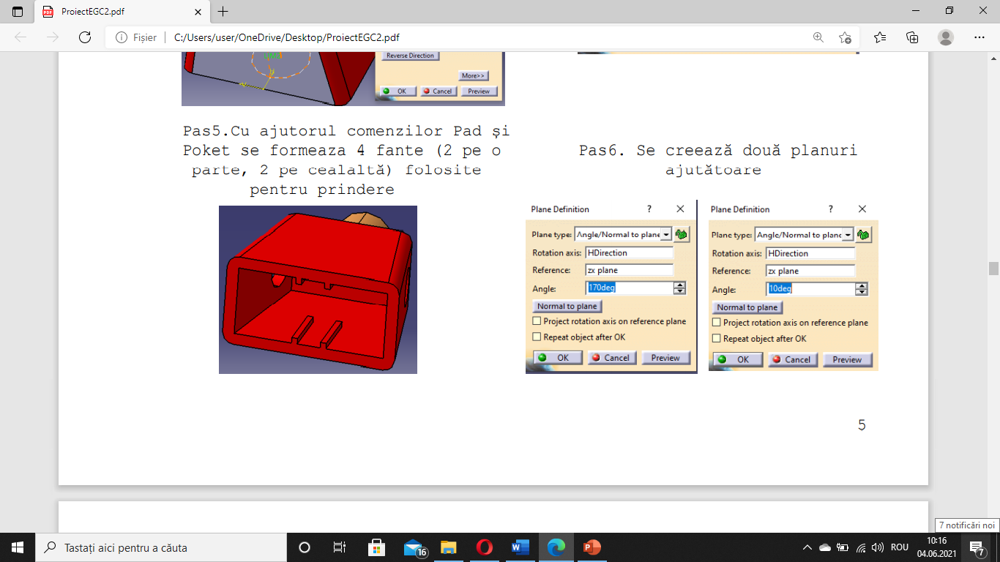 ProiectEGC2.pdf
Fișier
C:/Users/user/OneDrive/Desktop/ProiectEGC2.pdf
Reverse Direction
More>>
OK Cancel Preview
Pas5.Cu ajutorul comenzilor Pad și
Poket se formeaza 4 fante (2 pe o
parte, 2 pe cealaltă) folosite
pentru prindere
Pas6. Se creează două planuri
ajutătoare
Plane Definition ?
Plane type: Angle/Normal to plane
Rotation axis: HDirection
Reference: zx plane
Angle: 170deg
Normal to plane
Project rotation axis on reference plane
Repeat object after OK
OK Cancel Preview
Plane Definition ?
Plane type: Angle/Normal to plane
Rotation axis: HDirection
Reference: zx plane
Angle: 10deg
Normal to plane
Project rotation axis on reference plane
Repeat object after OK
OK Cancel Preview
5
7 notificări noi
Tastați aici pentru a căuta
16
ROU
10:16
04.06.2021
7